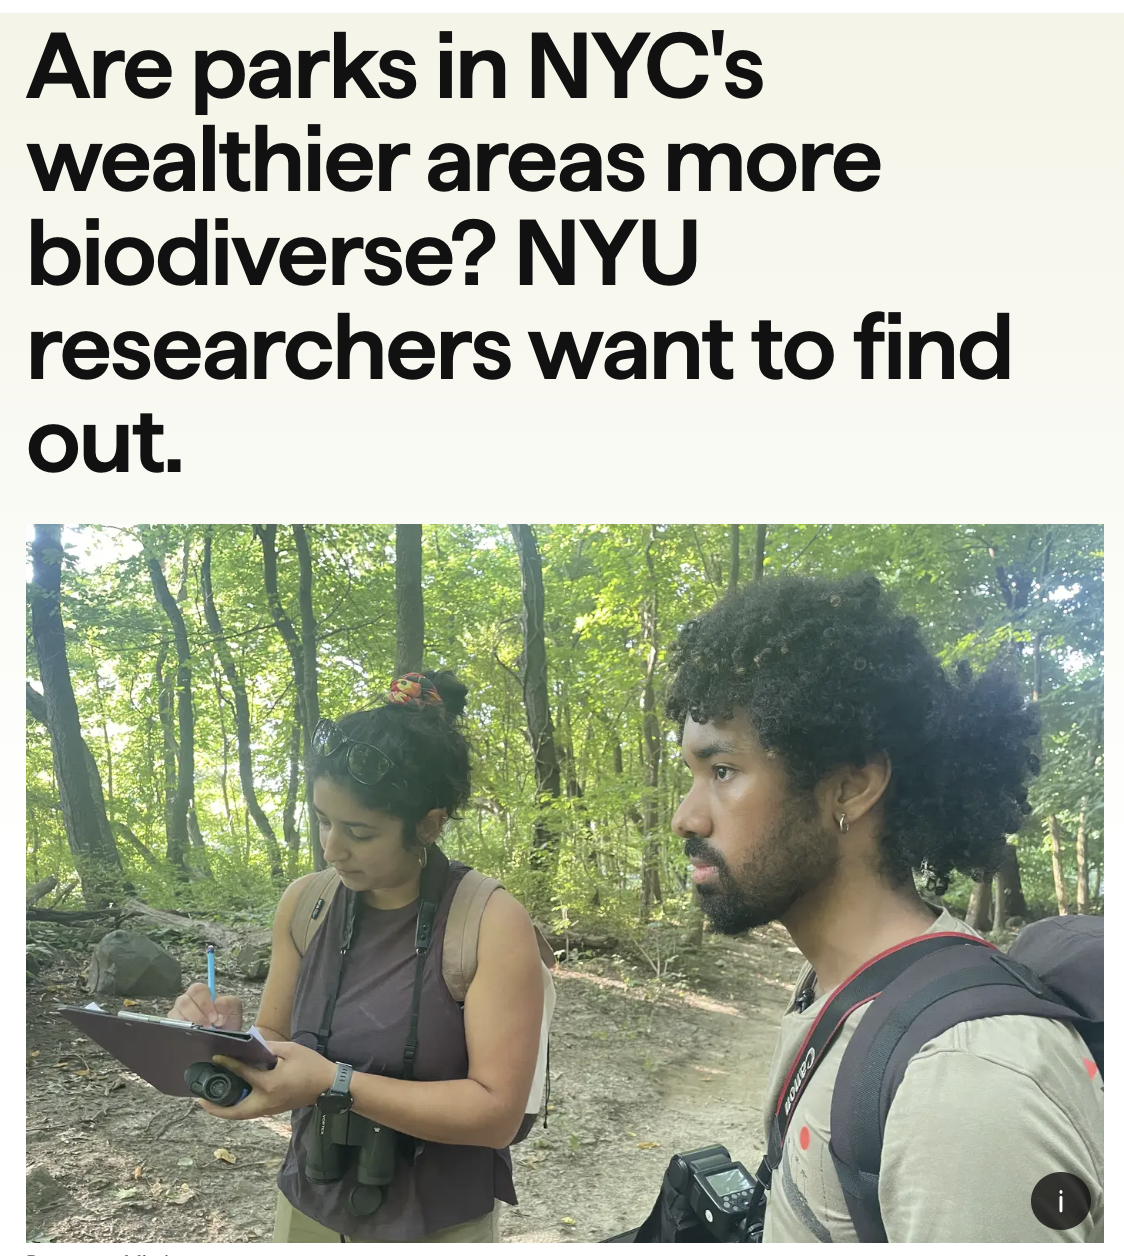 Are parks in NYC's
wealthier areas more
biodiverse? NYU
researchers want to find
out.
Canon
i